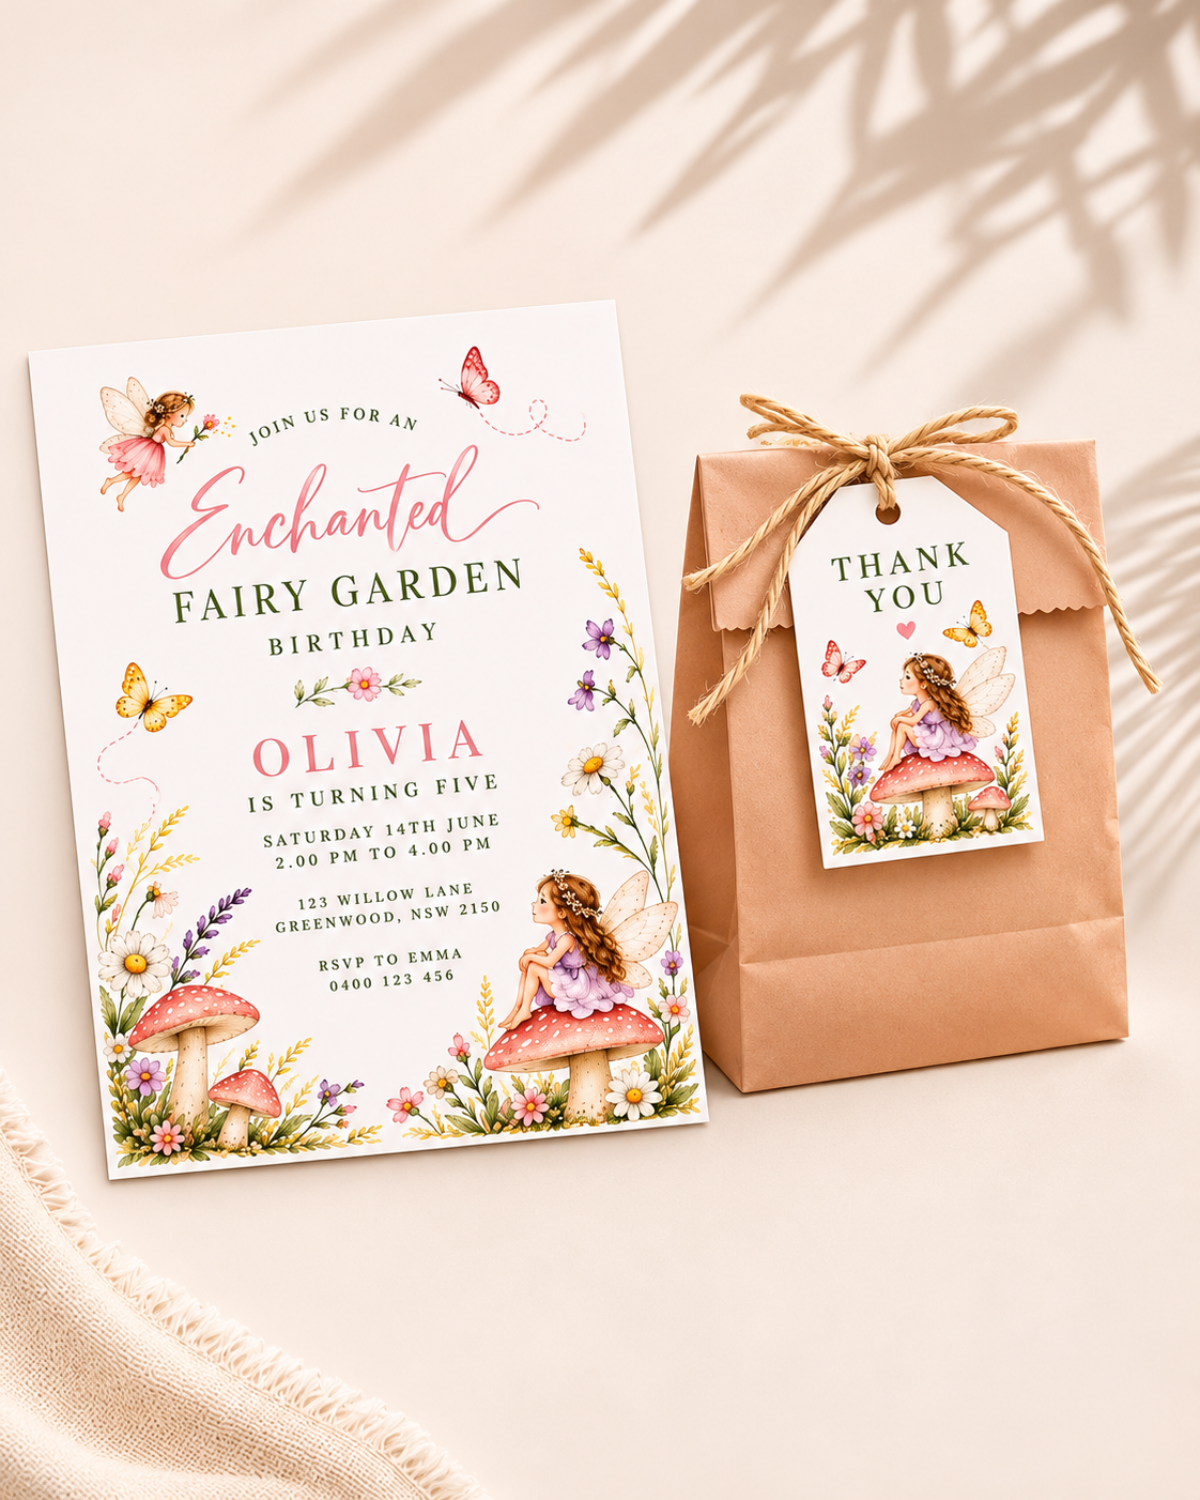 JOIN US FOR AN
Enchanted
FAIRY GARDEN
BIRTHDAY
OLIVIA
IS TURNING FIVE
SATURDAY 14TH JUNE
2.00 PM TO 4.00 PM
123 WILLOW LANE
GREENWOOD, NSW 2150
RSVP TO EMMA
0400 123 456
THANK
YOU